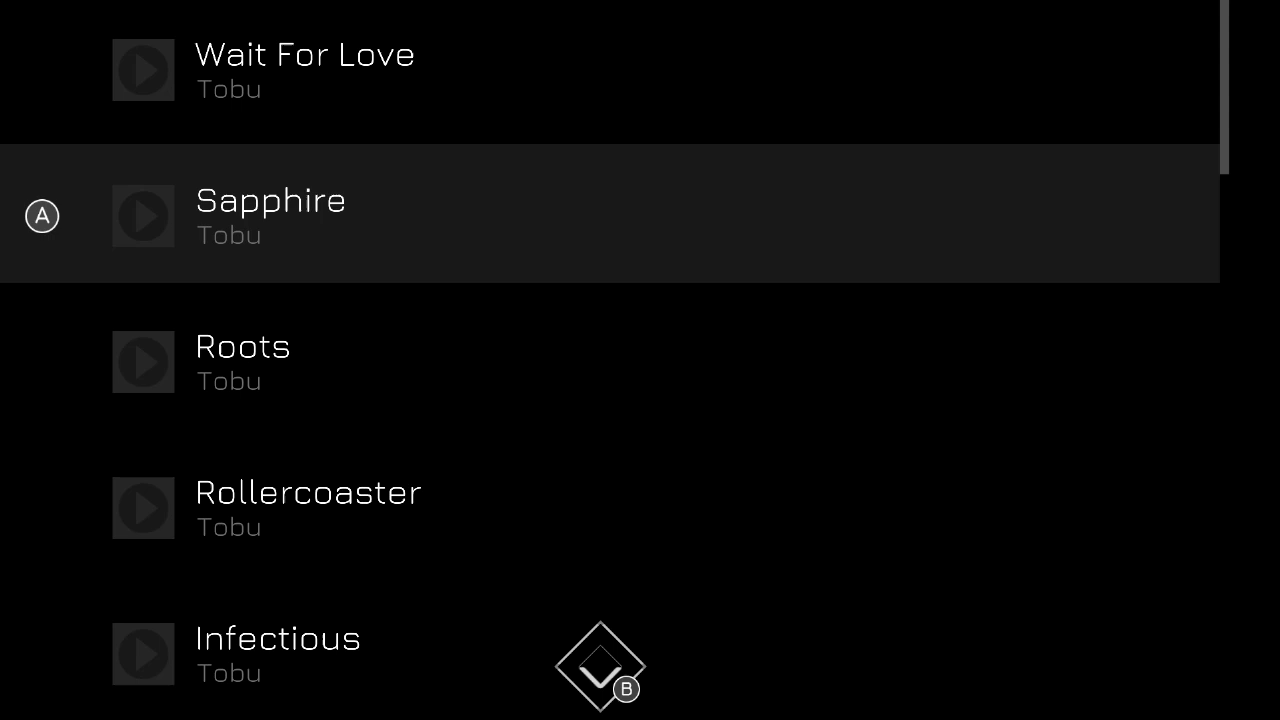 Wait For Love
Tobu
A
Sapphire
Tobu
Roots
Tobu
Rollercoaster
Tobu
Infectious
Tobu
B